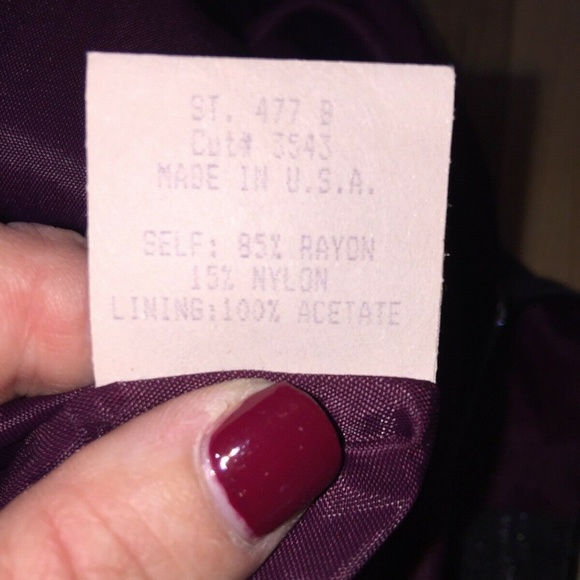 ST. 477 B
Cut# 3543
MADE IN U.S.A.
SELF: 85% RAYON
15% NYLON
LINING:100% ACETATE